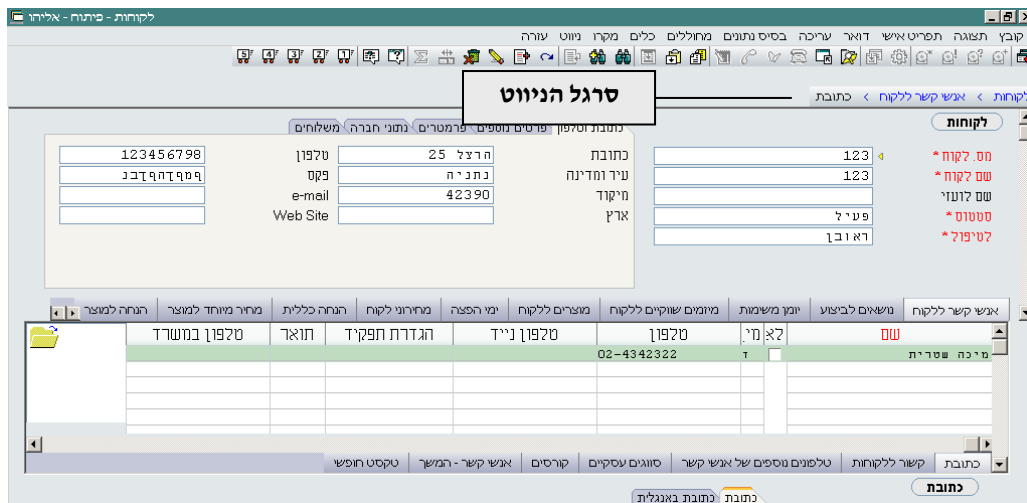 לקוחות - פיתוח - אליהו
קובץ תצוגה תפריט אישי דואר עריכה בסיס נתונים מחוללים כלים מקרו ניווט עזרה
סרגל הניווט
לקוחות > אנשי קשר ללקוח > כתובת
לקוחות
כתובת וטלפון פרטים נוספים פרמטרים נתוני חברה משלוחים
מס. לקוח * 123 כתובת הרצל 25 טלפון 123456798
שם לקוח * 123 עיר ומדינה נתניה פקס
שם לועזי מיקוד 42390 e-mail
סטטוס * פעיל ארץ Web Site
לטיפול * ראובן
אנשי קשר ללקוח נושאים לביצוע יומן משימות מיזמים שווקיים ללקוח מוצרים ללקוח ימי הפצה מחירוני לקוח הנחה כללית מחיר מיוחד למוצר הנחה למוצר
שם לא מי. טלפון טלפון נייד הגדרת תפקיד תואר טלפון במשרד
מיכה שטרית ז 02-4342322
כתובת קשור ללקוחות טלפונים נוספים של אנשי קשר סווגים עסקיים קורסים אנשי קשר - המשך טקסט חופשי
כתובת
כתובת כתובת באנגלית